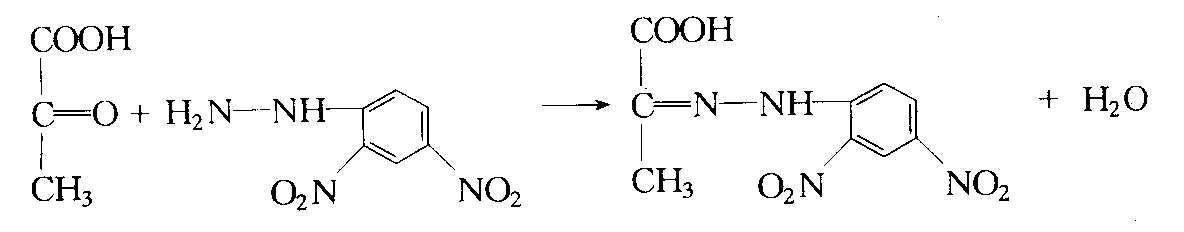 COOH
C=O + H₂N—NH → C=N—NH + H₂O
CH₃ O₂N NO₂ CH₃ O₂N NO₂
COOH